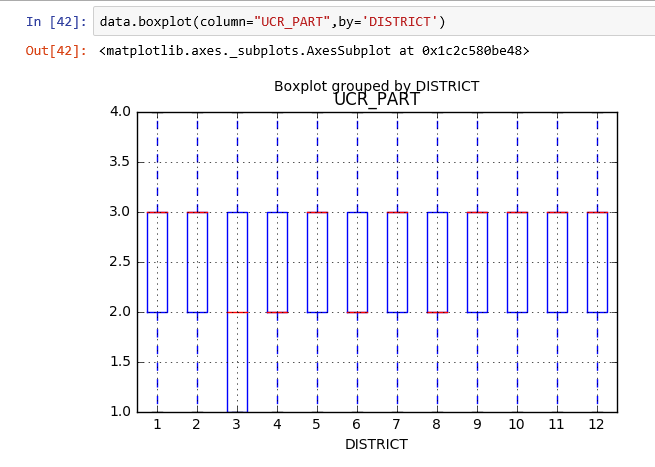 In [42]: data.boxplot(column="UCR_PART",by='DISTRICT')
Out[42]: <matplotlib.axes._subplots.AxesSubplot at 0x1c2c580be48>
Boxplot grouped by DISTRICT
UCR_PART
4.0
3.5
3.0
2.5
2.0
1.5
1.0
1 2 3 4 5 6 7 8 9 10 11 12
DISTRICT